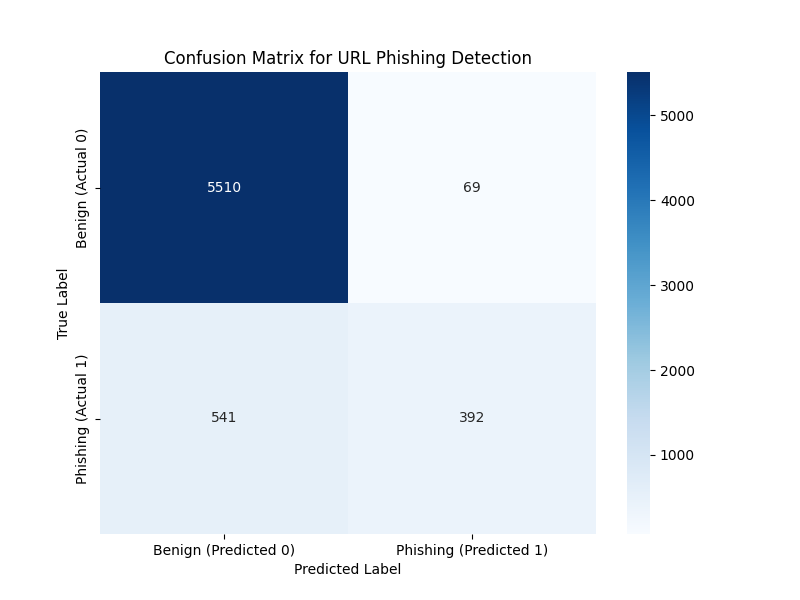 Confusion Matrix for URL Phishing Detection
True Label
Benign (Actual 0)
Phishing (Actual 1)
5510
69
541
392
Benign (Predicted 0)
Phishing (Predicted 1)
Predicted Label
5000
4000
3000
2000
1000